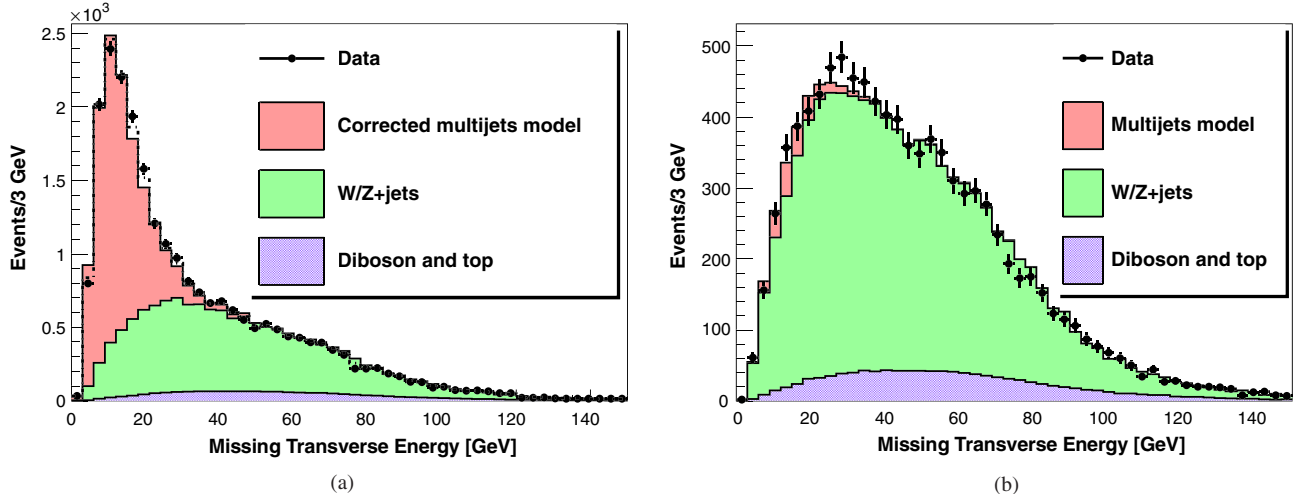 ×10³
2.5
2
1.5
1
0.5
0
Events/3 GeV
Data
Corrected multijets model
W/Z+jets
Diboson and top
0 20 40 60 80 100 120 140
Missing Transverse Energy [GeV]
(a)
500
400
300
200
100
0
Events/3 GeV
Data
Multijets model
W/Z+jets
Diboson and top
0 20 40 60 80 100 120 140
Missing Transverse Energy [GeV]
(b)